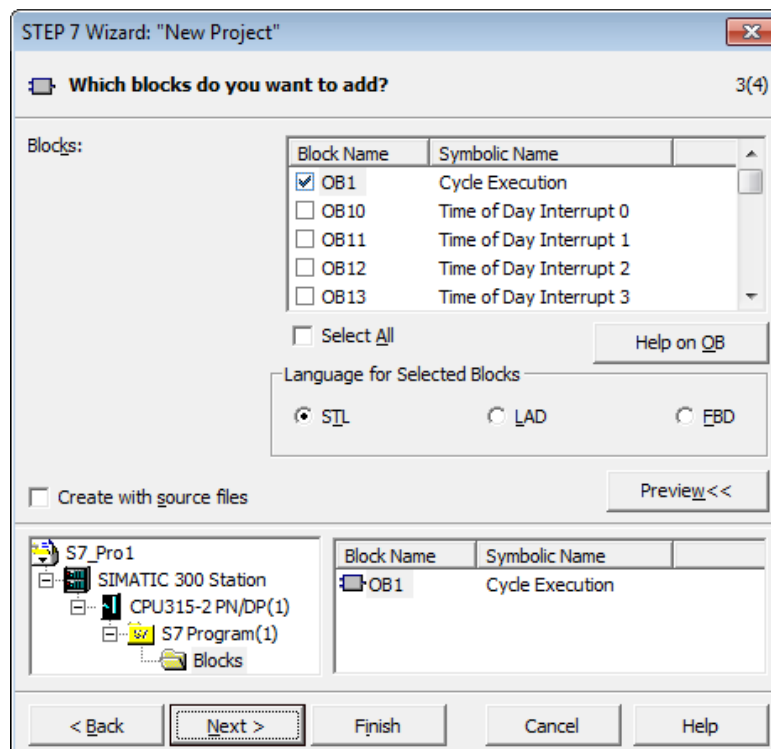 STEP 7 Wizard: "New Project"
Which blocks do you want to add? 3(4)
Blocks:
Block Name Symbolic Name
OB1 Cycle Execution
OB10 Time of Day Interrupt 0
OB11 Time of Day Interrupt 1
OB12 Time of Day Interrupt 2
OB13 Time of Day Interrupt 3
Select All
Help on OB
Language for Selected Blocks
STL LAD FBD
Create with source files
Preview<<
S7_Pro1
SIMATIC 300 Station
CPU315-2 PN/DP(1)
S7 Program(1)
Blocks
Block Name Symbolic Name
OB1 Cycle Execution
< Back Next > Finish Cancel Help